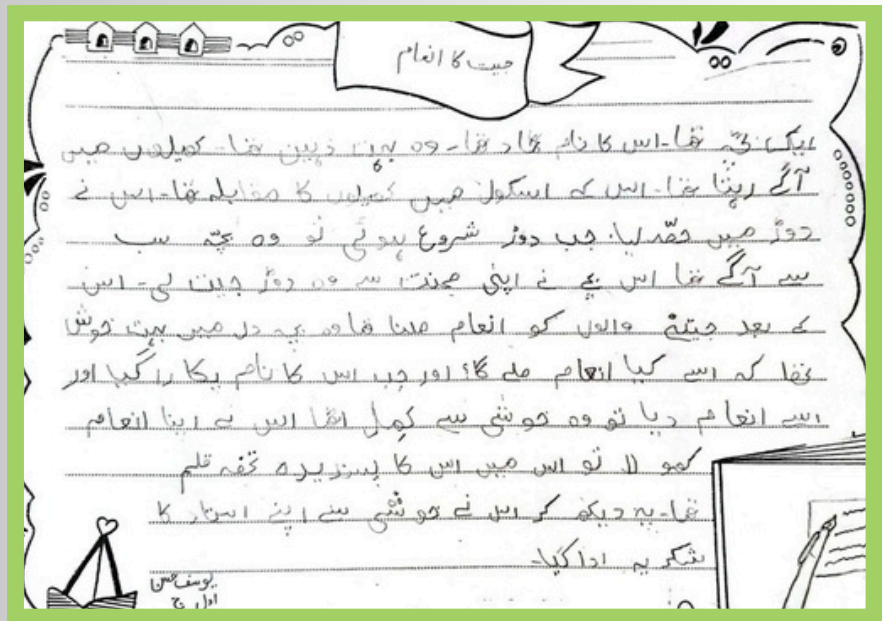 جیت کا انعام
ایک بچّہ تھا۔ اس کا نام حماد تھا۔ وہ بہت ذہین تھا۔ کھیلوں میں
آگے رہتا تھا۔ اس کے اسکول میں کھیلوں کا مقابلہ تھا۔ اس نے
دوڑ میں حصّہ لیا۔ جب دوڑ شروع ہوئی تو وہ بچّہ سب
سے آگے تھا اس بچے نے اپنی محنت سے وہ دوڑ جیت لی۔ اس
کے بعد جیتنے والوں کو انعام ملنا تھا وہ بچہ دل میں بہت خوش
تھا کہ اسے کیا انعام ملے گا؟ اور جب اس کا نام پکارا گیا اور
اسے انعام دیا تو وہ خوشی سے کھل اٹھا اس نے اپنا انعام
کھولا تو اس میں اس کا پسندیدہ تحفہ قلم
تھا۔ یہ دیکھ کر اس نے خوشی سے اپنے استاد کا
شکریہ ادا کیا۔
یوسف حسن
اول ج